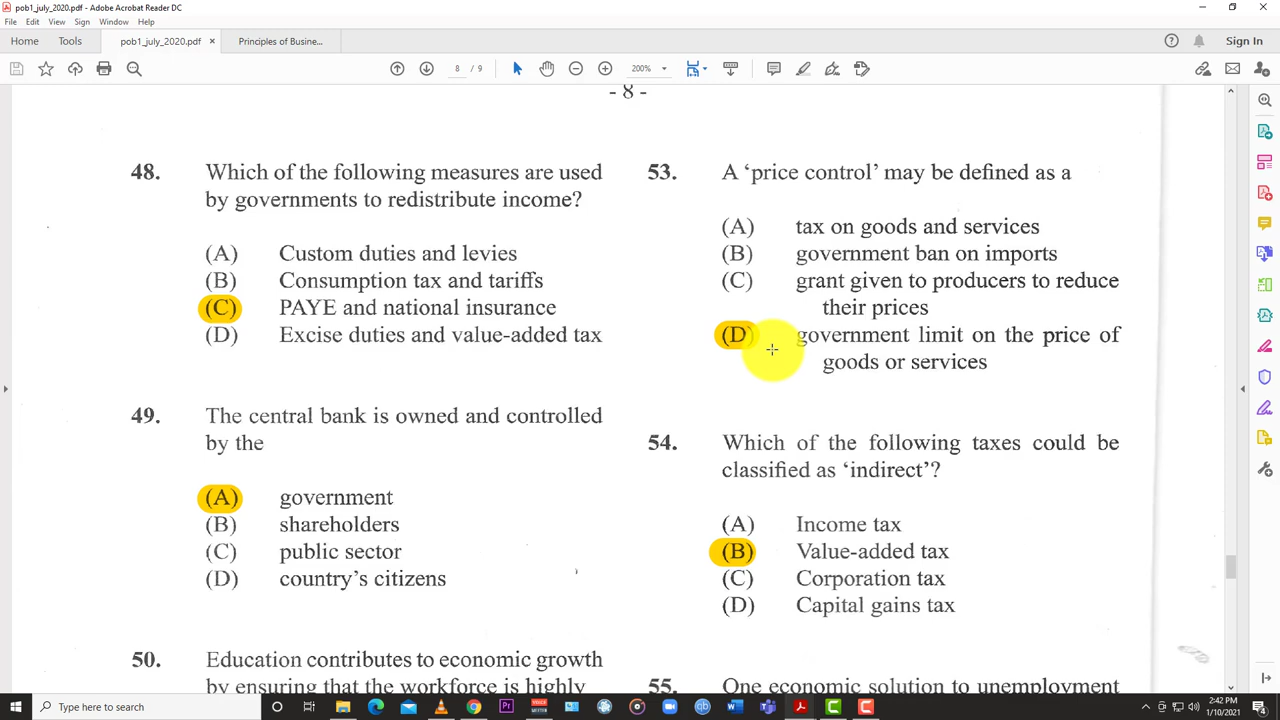 pob1_july_2020.pdf - Adobe Acrobat Reader DC
File Edit View Sign Window Help
Home Tools pob1_july_2020.pdf × Principles of Busine... Sign In
8 / 9 200%
- 8 -
48. Which of the following measures are used
by governments to redistribute income?
(A) Custom duties and levies
(B) Consumption tax and tariffs
(C) PAYE and national insurance
(D) Excise duties and value-added tax
49. The central bank is owned and controlled
by the
(A) government
(B) shareholders
(C) public sector
(D) country's citizens
50. Education contributes to economic growth
by ensuring that the workforce is highly
53. A ‘price control’ may be defined as a
(A) tax on goods and services
(B) government ban on imports
(C) grant given to producers to reduce
their prices
(D) government limit on the price of
goods or services
54. Which of the following taxes could be
classified as ‘indirect’?
(A) Income tax
(B) Value-added tax
(C) Corporation tax
(D) Capital gains tax
55. One economic solution to unemployment
Type here to search
2:42 PM
1/10/2021